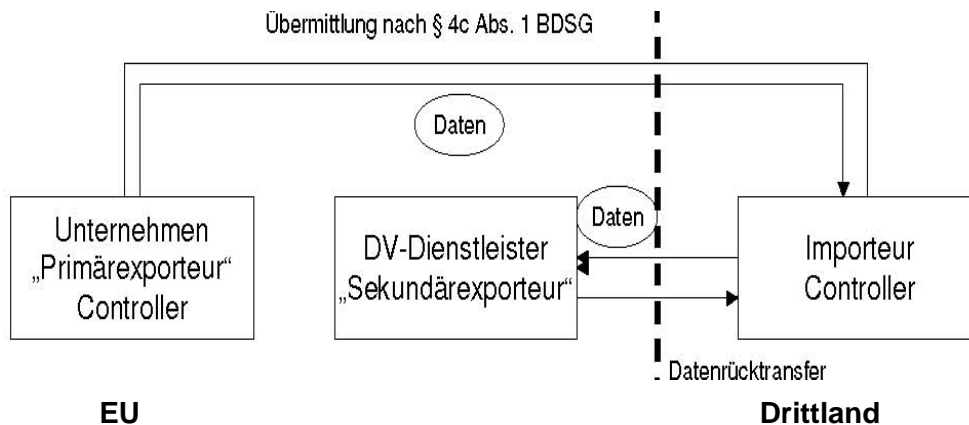 Übermittlung nach § 4c Abs. 1 BDSG
Daten
Unternehmen
„Primärexporteur“
Controller
DV-Dienstleister
„Sekundärexporteur“
Daten
Importeur
Controller
Datenrücktransfer
EU
Drittland